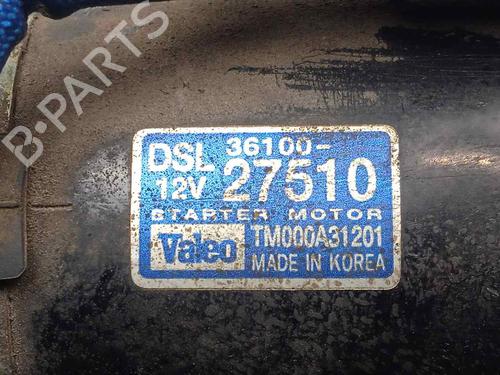 B-PARTS
DSL 36100-
12V 27510
STARTER MOTOR
Valeo TM000A31201
MADE IN KOREA